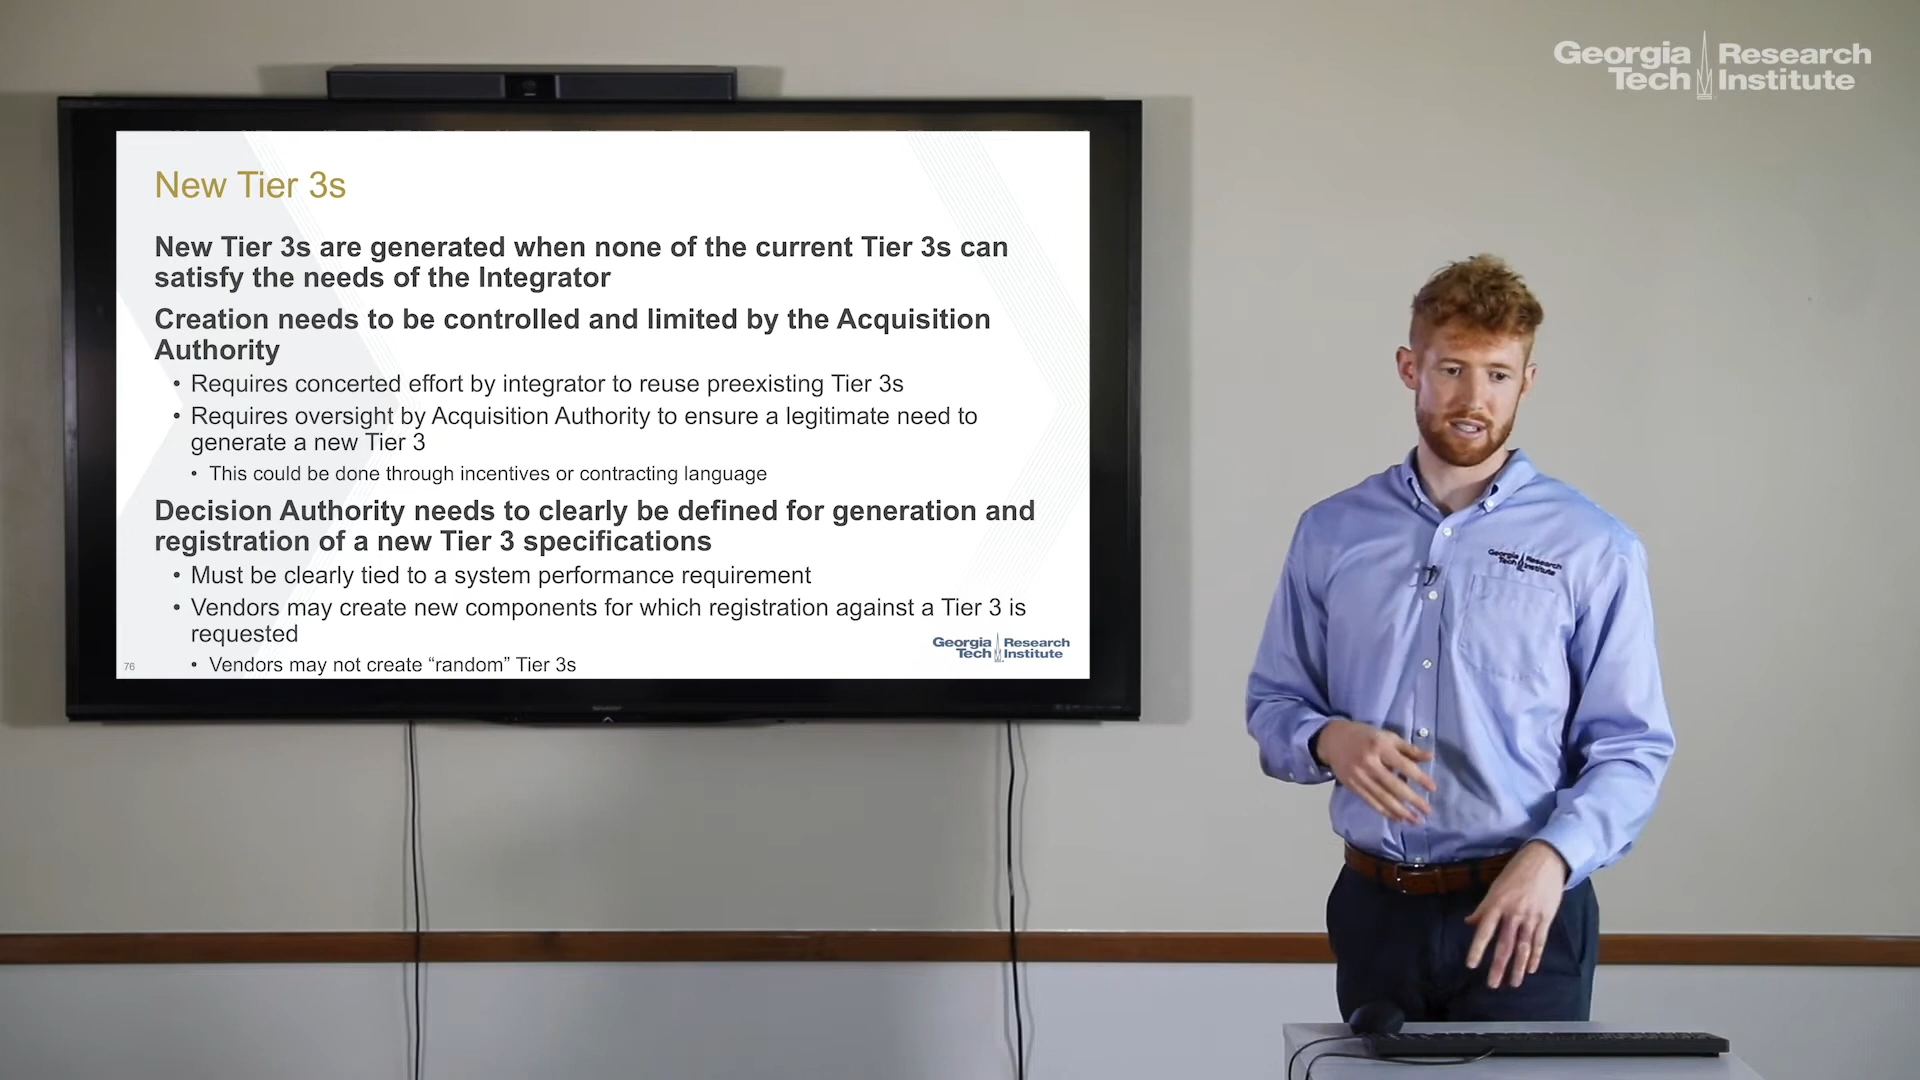 Georgia Research
Tech Institute
New Tier 3s
New Tier 3s are generated when none of the current Tier 3s can
satisfy the needs of the Integrator
Creation needs to be controlled and limited by the Acquisition
Authority
• Requires concerted effort by integrator to reuse preexisting Tier 3s
• Requires oversight by Acquisition Authority to ensure a legitimate need to
generate a new Tier 3
• This could be done through incentives or contracting language
Decision Authority needs to clearly be defined for generation and
registration of a new Tier 3 specifications
• Must be clearly tied to a system performance requirement
• Vendors may create new components for which registration against a Tier 3 is
requested
• Vendors may not create “random” Tier 3s
76
Georgia Research
Tech Institute
Georgia Research
Tech Institute